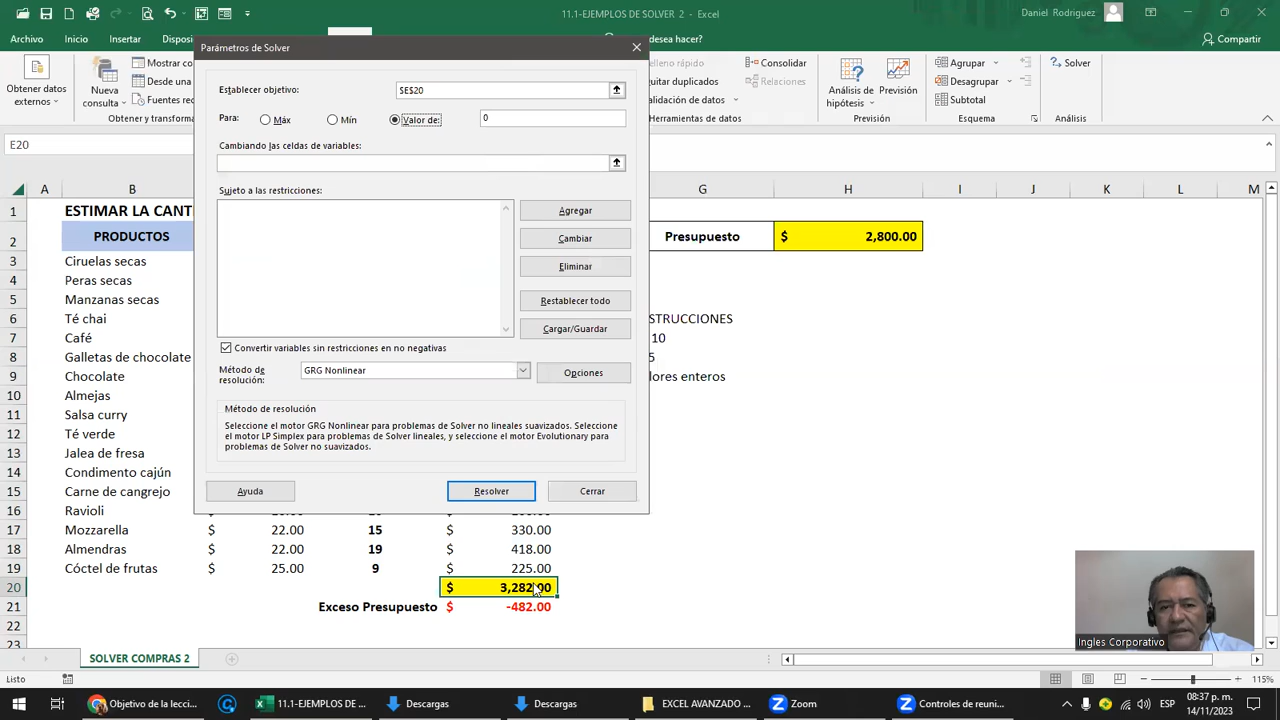 11.1-EJEMPLOS DE SOLVER 2 - Excel
Daniel Rodriguez
Archivo
Inicio
Insertar
desea hacer?
Compartir
Obtener datos externos
Nueva consulta
Mostrar co
Desde una
Fuentes rec
Obtener y transforma
elleno rápido
uitar duplicados
alidación de datos
Herramientas de datos
Consolidar
Relaciones
Análisis de hipótesis
Previsión
Previsión
Agrupar
Desagrupar
Subtotal
Esquema
Solver
Análisis
E20
Parámetros de Solver
Establecer objetivo:
$E$20
Para:
Máx
Mín
Valor de:
0
Cambiando las celdas de variables:
Sujeto a las restricciones:
Agregar
Cambiar
Eliminar
Restablecer todo
Cargar/Guardar
Convertir variables sin restricciones en no negativas
Método de resolución:
GRG Nonlinear
Opciones
Método de resolución
Seleccione el motor GRG Nonlinear para problemas de Solver no lineales suavizados. Seleccione
el motor LP Simplex para problemas de Solver lineales, y seleccione el motor Evolutionary para
problemas de Solver no suavizados.
Ayuda
Resolver
Cerrar
A B G H I J K L M
1 ESTIMAR LA CANT
2 PRODUCTOS Presupuesto $ 2,800.00
3 Ciruelas secas
4 Peras secas
5 Manzanas secas
6 Té chai STRUCCIONES
7 Café 10
8 Galletas de chocolate 5
9 Chocolate lores enteros
10 Almejas
11 Salsa curry
12 Té verde
13 Jalea de fresa
14 Condimento cajún
15 Carne de cangrejo
16 Ravioli
17 Mozzarella $ 22.00 15 $ 330.00
18 Almendras $ 22.00 19 $ 418.00
19 Cóctel de frutas $ 25.00 9 $ 225.00
20 $ 3,282.00
21 Exceso Presupuesto $ -482.00
22
23
SOLVER COMPRAS 2
Listo
115%
Ingles Corporativo
Objetivo de la lecci...
11.1-EJEMPLOS DE ...
Descargas
Descargas
EXCEL AVANZADO ...
Zoom
Controles de reuni...
ESP
08:37 p. m.
14/11/2023